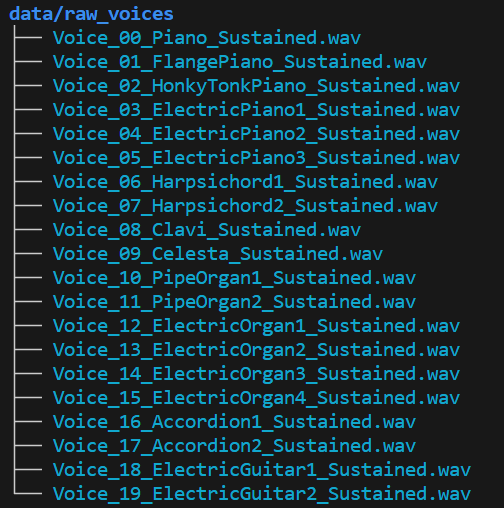 data/raw_voices
├── Voice_00_Piano_Sustained.wav
├── Voice_01_FlangePiano_Sustained.wav
├── Voice_02_HonkyTonkPiano_Sustained.wav
├── Voice_03_ElectricPiano1_Sustained.wav
├── Voice_04_ElectricPiano2_Sustained.wav
├── Voice_05_ElectricPiano3_Sustained.wav
├── Voice_06_Harpsichord1_Sustained.wav
├── Voice_07_Harpsichord2_Sustained.wav
├── Voice_08_Clavi_Sustained.wav
├── Voice_09_Celesta_Sustained.wav
├── Voice_10_PipeOrgan1_Sustained.wav
├── Voice_11_PipeOrgan2_Sustained.wav
├── Voice_12_ElectricOrgan1_Sustained.wav
├── Voice_13_ElectricOrgan2_Sustained.wav
├── Voice_14_ElectricOrgan3_Sustained.wav
├── Voice_15_ElectricOrgan4_Sustained.wav
├── Voice_16_Accordion1_Sustained.wav
├── Voice_17_Accordion2_Sustained.wav
├── Voice_18_ElectricGuitar1_Sustained.wav
└── Voice_19_ElectricGuitar2_Sustained.wav